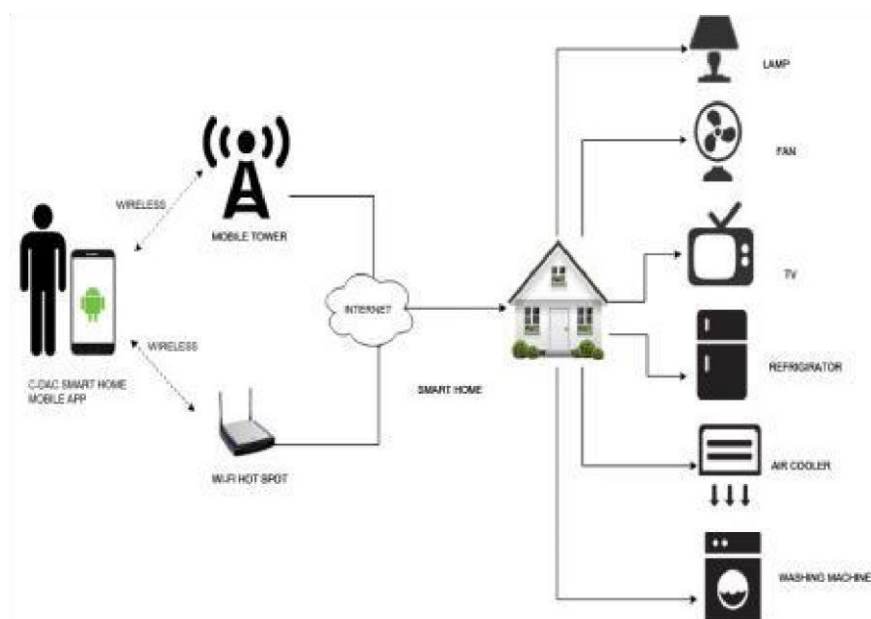 LAMP
FAN
WIRELESS
MOBILE TOWER
TV
INTERNET
WIRELESS
C-DAC SMART HOME
MOBILE APP
SMART HOME
REFRIGIRATOR
WI-FI HOT SPOT
AIR COOLER
WASHING MACHINE